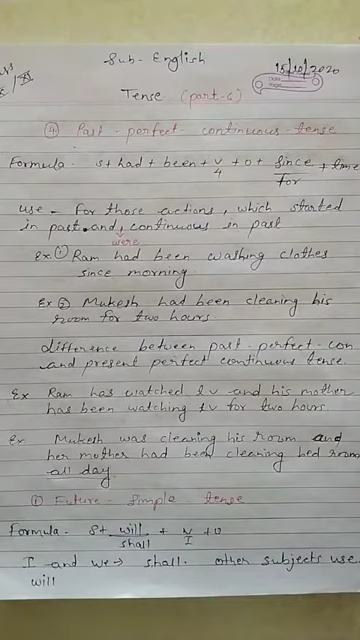 Sub- English
15/10/2020
Tense (part-6)
④ Past-perfect-continuous-tense
Formula- S+had+been+V/4+O+ Since/For +time
use - For those actions, which started
in past. and, continuous in past
were
Ex ① Ram had been washing clothes
since morning.
Ex ② Mukesh had been cleaning his
room for two hours.
difference between past-perfect-con
and present perfect continuous tense.
Ex Ram has watched tv and his mother
has been watching tv for two hours.
Ex Mukesh was cleaning his room and
her mother had been cleaning bed room
all day.
① Future-Simple tense
Formula- S+ will/shall + V/I +O
I and we → shall. other subjects use
will